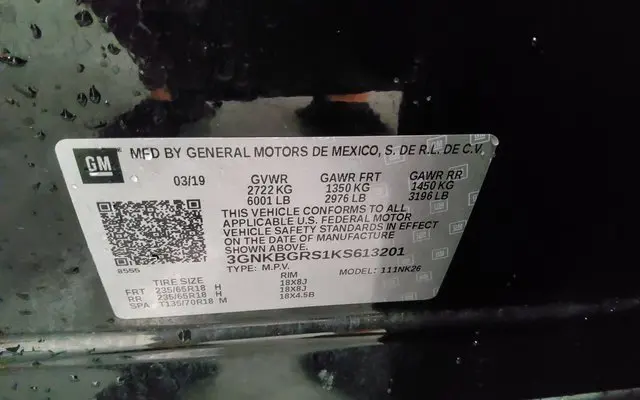 GM MFD BY GENERAL MOTORS DE MEXICO, S. DE R.L. DE C.V.
03/19 GVWR GAWR FRT GAWR RR
2722 KG 1350 KG 1450 KG
6001 LB 2976 LB 3196 LB
THIS VEHICLE CONFORMS TO ALL
APPLICABLE U.S. FEDERAL MOTOR
VEHICLE SAFETY STANDARDS IN EFFECT
ON THE DATE OF MANUFACTURE
SHOWN ABOVE.
3GNKBGRS1KS613201
8555 TYPE: M.P.V. MODEL: 111NK26
TIRE SIZE RIM
FRT 235/65R18 H 18X8J
RR 235/65R18 H 18X8J
SPA T135/70R18 M 18X4.5B